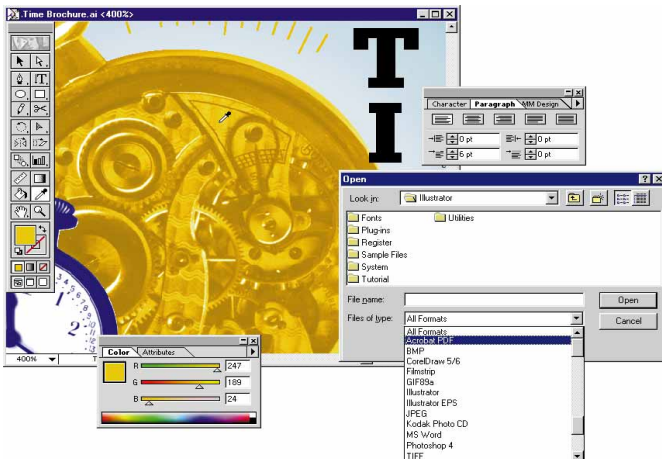 .Time Brochure.ai <400%>
T
I
1
2
400%
T
Character Paragraph MM Design
0 pt 0 pt
6 pt 0 pt
Open
Look in: Illustrator
Fonts Utilities
Plug-ins
Register
Sample Files
System
Tutorial
File name: Open
Files of type: All Formats Cancel
All Formats
Acrobat PDF
BMP
CorelDraw 5/6
Filmstrip
GIF89a
Illustrator
Illustrator EPS
JPEG
Kodak Photo CD
MS Word
Photoshop 4
TIFF
Color Attributes
R 247
G 189
B 24